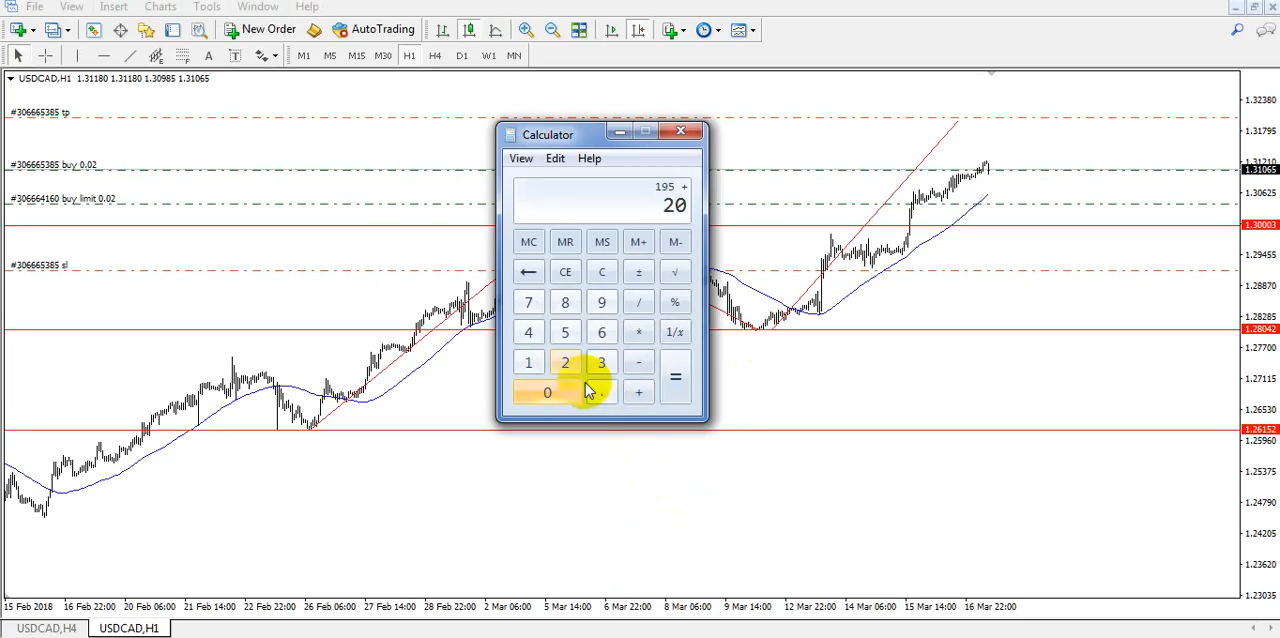 File View Insert Charts Tools Window Help
New Order AutoTrading
A T M1 M5 M15 M30 H1 H4 D1 W1 MN
USDCAD,H1 1.31180 1.31180 1.30985 1.31065
1.32380
#306665385 tp
1.31795
1.31210
#306665385 buy 0.02
1.31065
1.30625
#306664160 buy limit 0.02
1.30003
1.29455
#306665385 sl
1.28870
1.28285
1.28042
1.27700
1.27115
1.26530
1.26152
1.25960
1.25375
1.24790
1.24205
1.23620
1.23035
Calculator
View Edit Help
195 +
20
MC MR MS M+ M-
← CE C ± √
7 8 9 / %
4 5 6 * 1/x
1 2 3 - =
0 . +
15 Feb 2018 16 Feb 22:00 20 Feb 06:00 21 Feb 14:00 22 Feb 22:00 26 Feb 06:00 27 Feb 14:00 28 Feb 22:00 2 Mar 06:00 5 Mar 14:00 6 Mar 22:00 8 Mar 06:00 9 Mar 14:00 12 Mar 22:00 14 Mar 06:00 15 Mar 14:00 16 Mar 22:00
USDCAD,H4 USDCAD,H1